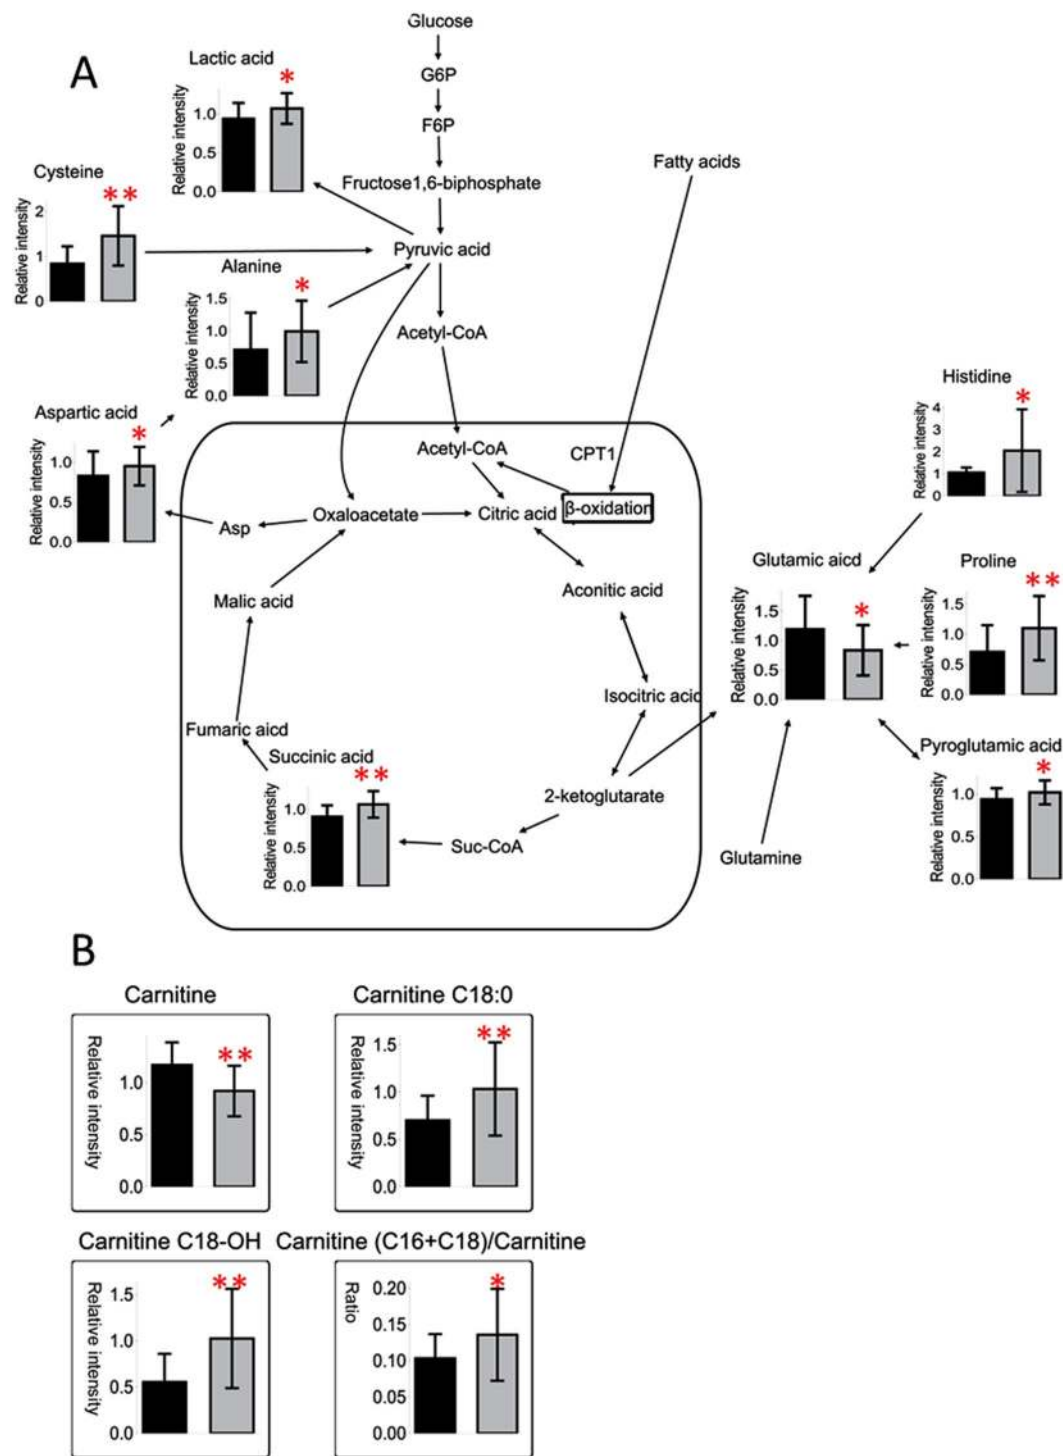 A
Glucose
G6P
F6P
Fructose1,6-biphosphate
Pyruvic acid
Acetyl-CoA
Fatty acids
Lactic acid
*
Relative intensity
1.0
0.5
0.0
Cysteine
**
Relative intensity
2
1
0
Alanine
*
Relative intensity
1.5
1.0
0.5
0.0
Aspartic acid
*
Relative intensity
1.0
0.5
0.0
Acetyl-CoA
CPT1
β-oxidation
Oxaloacetate
Citric acid
Asp
Malic acid
Aconitic acid
Isocitric acid
Fumaric aicd
2-ketoglutarate
Suc-CoA
Succinic acid
**
Relative intensity
1.0
0.5
0.0
Histidine
*
Relative intensity
4
3
2
1
0
Glutamic aicd
*
Relative intensity
1.5
1.0
0.5
0.0
Proline
**
Relative intensity
1.5
1.0
0.5
0.0
Pyroglutamic acid
*
Relative intensity
1.0
0.5
0.0
Glutamine
B
Carnitine
**
Relative intensity
1.0
0.5
0.0
Carnitine C18:0
**
Relative intensity
1.5
1.0
0.5
0.0
Carnitine C18-OH
**
Relative intensity
1.5
1.0
0.5
0.0
Carnitine (C16+C18)/Carnitine
*
Ratio
0.20
0.15
0.10
0.05
0.00